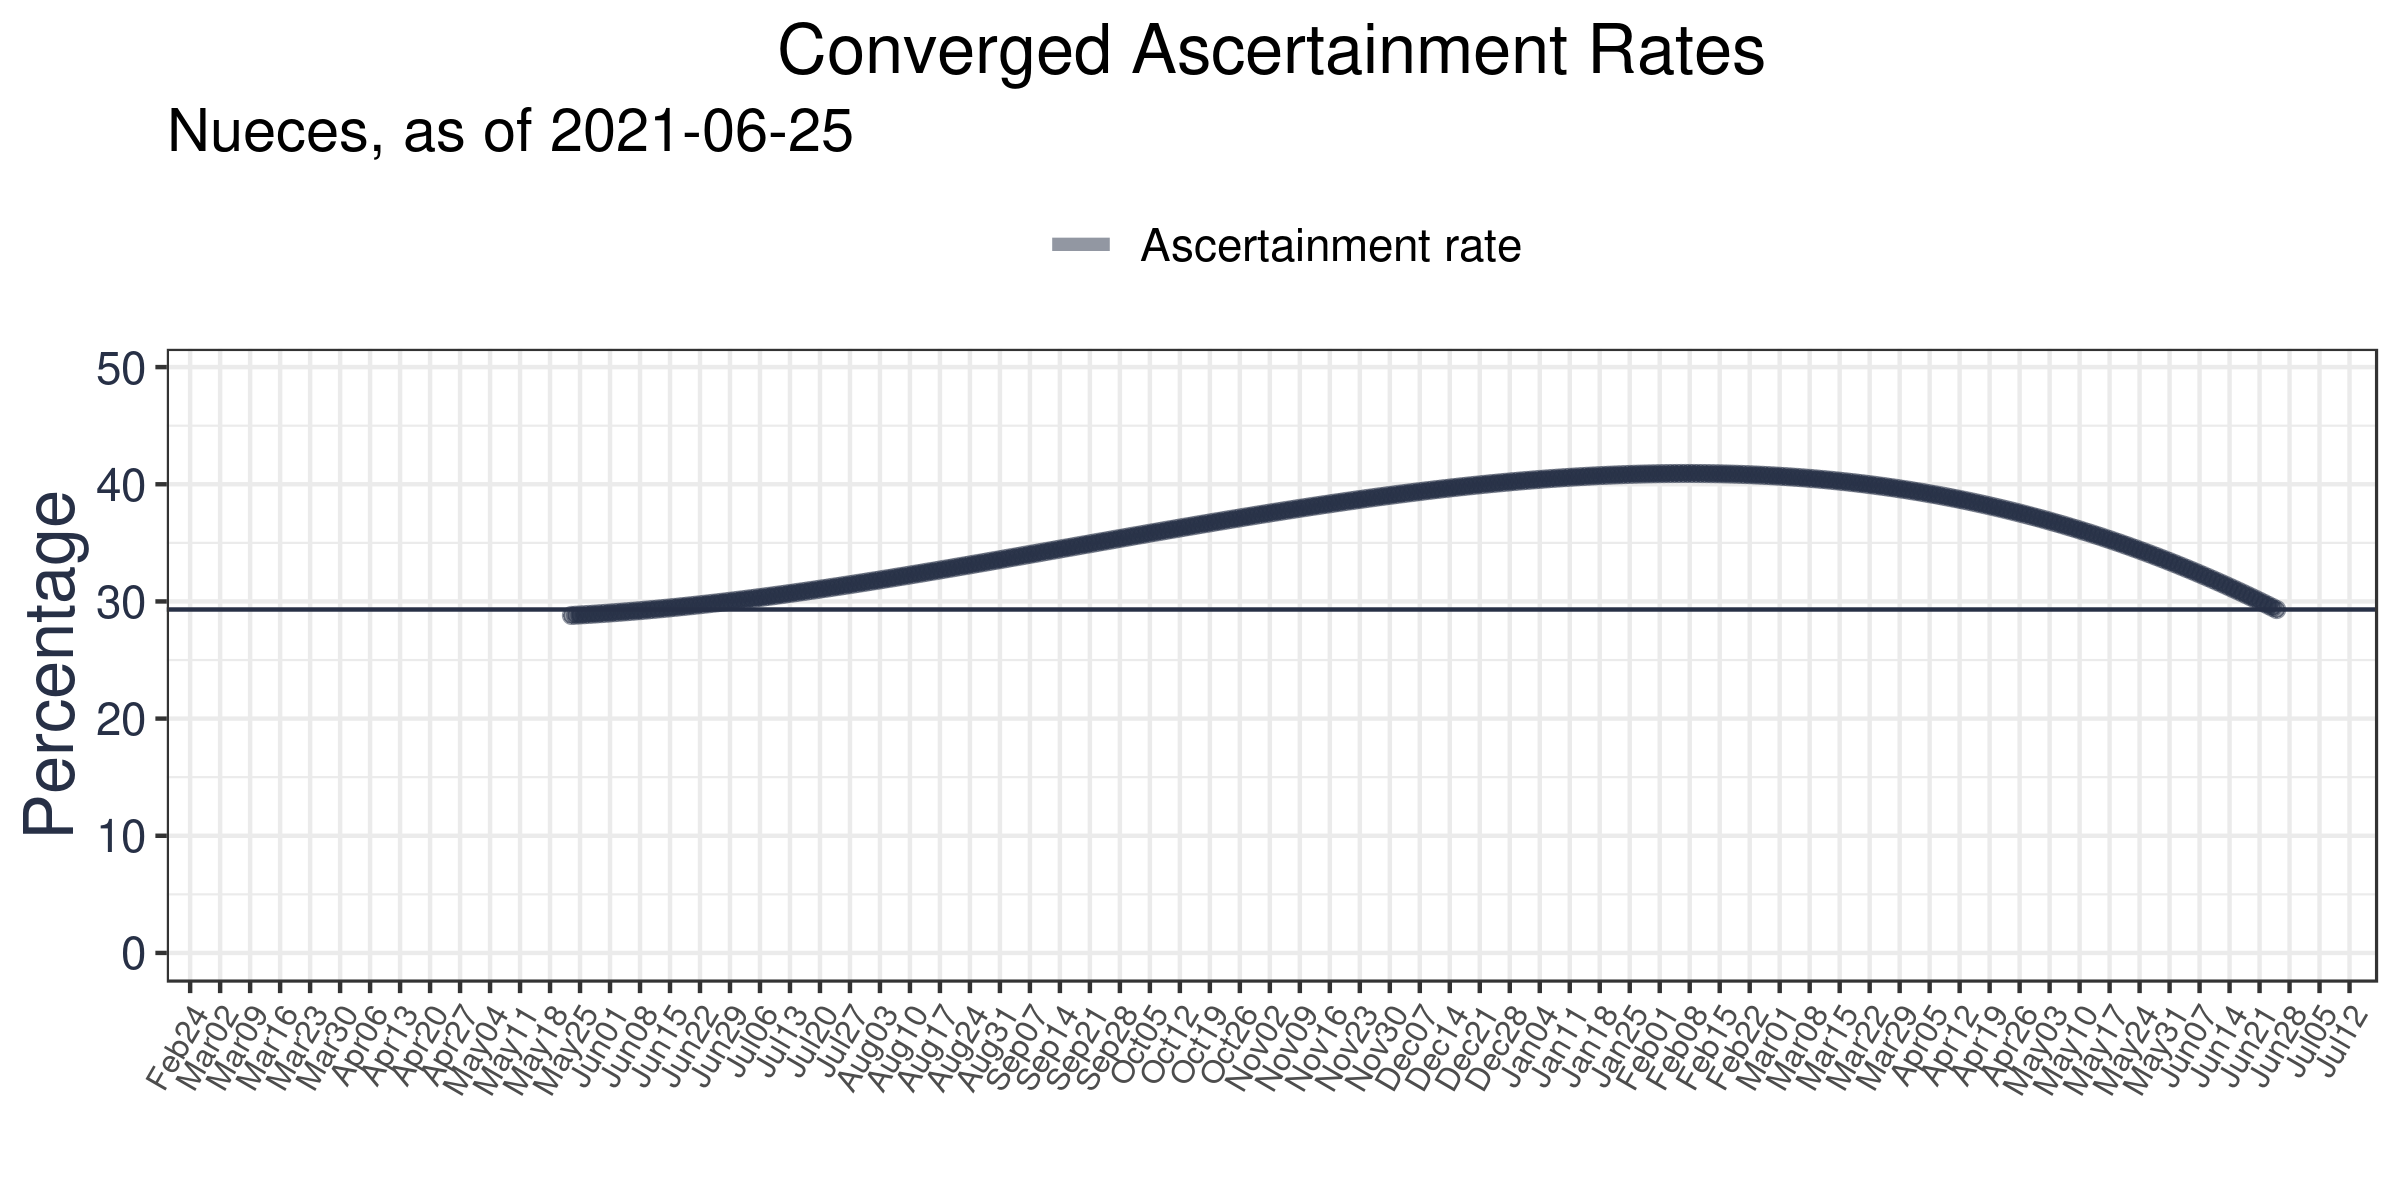 Converged Ascertainment Rates
Nueces, as of 2021-06-25
Ascertainment rate
Percentage
50
40
30
20
10
0
Feb24
Mar02
Mar09
Mar16
Mar23
Mar30
Apr06
Apr13
Apr20
Apr27
May04
May11
May18
May25
Jun01
Jun08
Jun15
Jun22
Jun29
Jul06
Jul13
Jul20
Jul27
Aug03
Aug10
Aug17
Aug24
Aug31
Sep07
Sep14
Sep21
Sep28
Oct05
Oct12
Oct19
Oct26
Nov02
Nov09
Nov16
Nov23
Nov30
Dec07
Dec14
Dec21
Dec28
Jan04
Jan11
Jan18
Jan25
Feb01
Feb08
Feb15
Feb22
Mar01
Mar08
Mar15
Mar22
Mar29
Apr05
Apr12
Apr19
Apr26
May03
May10
May17
May24
May31
Jun07
Jun14
Jun21
Jun28
Jul05
Jul12